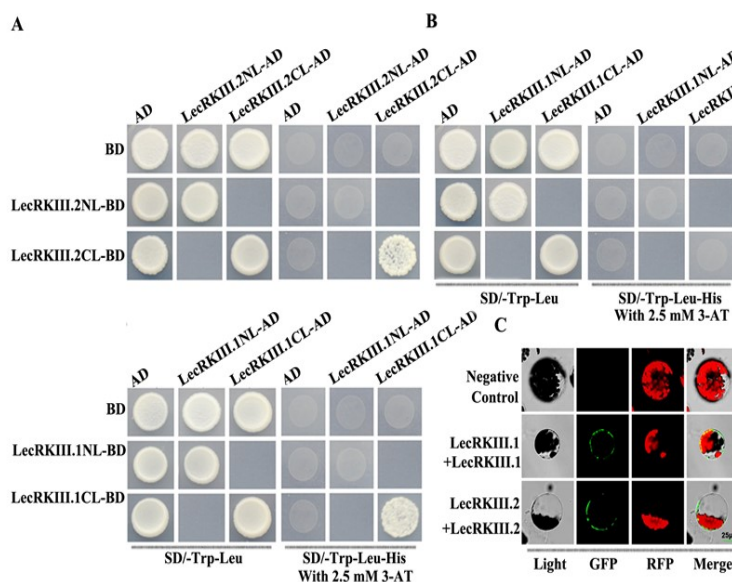 A
AD LecRKIII.2NL-AD LecRKIII.2CL-AD AD LecRKIII.2NL-AD LecRKIII.2CL-AD
BD
LecRKIII.2NL-BD
LecRKIII.2CL-BD
B
AD LecRKIII.1NL-AD LecRKIII.1CL-AD AD LecRKIII.1NL-AD
SD/-Trp-Leu SD/-Trp-Leu-His
With 2.5 mM 3-AT
AD LecRKIII.1NL-AD LecRKIII.1CL-AD AD LecRKIII.1NL-AD LecRKIII.1CL-AD
BD
LecRKIII.1NL-BD
LecRKIII.1CL-BD
SD/-Trp-Leu SD/-Trp-Leu-His
With 2.5 mM 3-AT
C
Negative
Control
LecRKIII.1
+LecRKIII.1
LecRKIII.2
+LecRKIII.2
Light GFP RFP Merge